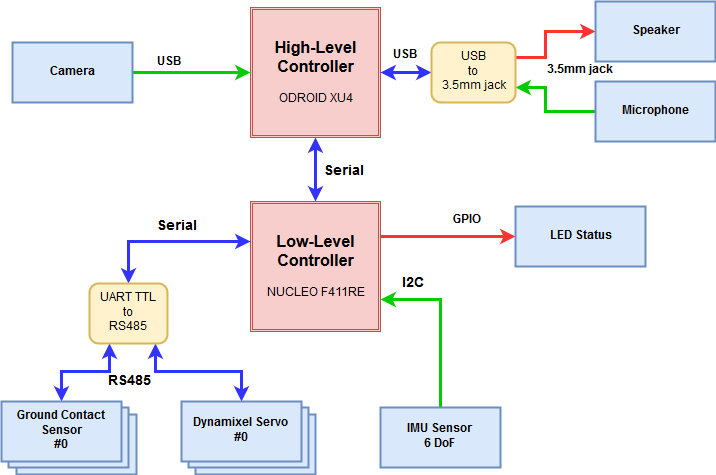 Camera
USB
High-Level
Controller
ODROID XU4
USB
USB
to
3.5mm jack
Speaker
3.5mm jack
Microphone
Serial
Serial
Low-Level
Controller
NUCLEO F411RE
GPIO
LED Status
I2C
UART TTL
to
RS485
RS485
Ground Contact
Sensor
#0
Dynamixel Servo
#0
IMU Sensor
6 DoF